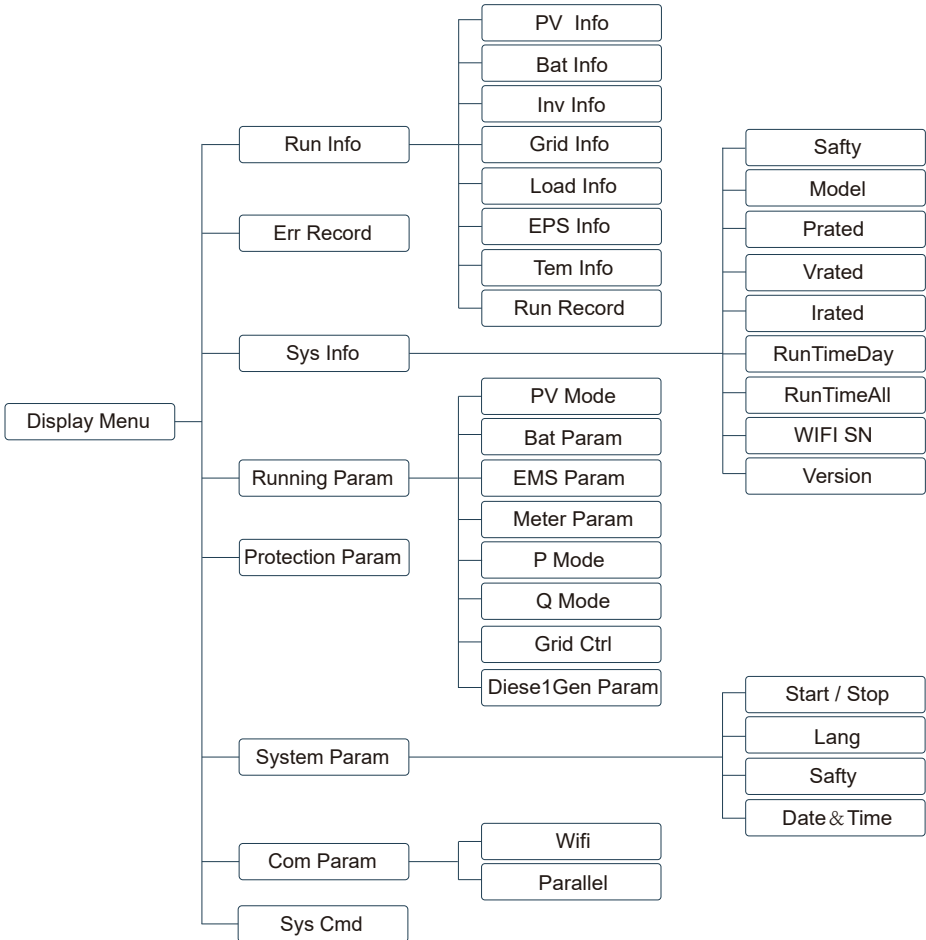 Display Menu
Run Info
PV Info
Bat Info
Inv Info
Grid Info
Load Info
EPS Info
Tem Info
Run Record
Err Record
Sys Info
Safty
Model
Prated
Vrated
Irated
RunTimeDay
RunTimeAll
WIFI SN
Version
Running Param
PV Mode
Bat Param
EMS Param
Meter Param
P Mode
Q Mode
Grid Ctrl
Diese1Gen Param
Protection Param
System Param
Start / Stop
Lang
Safty
Date & Time
Com Param
Wifi
Parallel
Sys Cmd